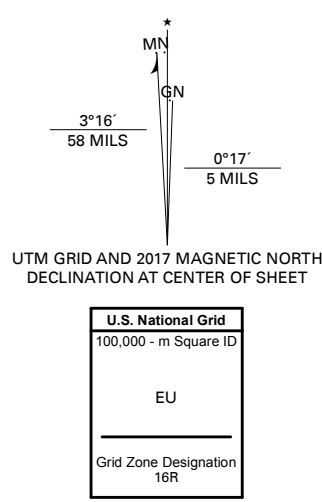 ★
MN
GN
3°16´
58 MILS
0°17´
5 MILS
UTM GRID AND 2017 MAGNETIC NORTH
DECLINATION AT CENTER OF SHEET
U.S. National Grid
100,000 - m Square ID
EU
Grid Zone Designation
16R